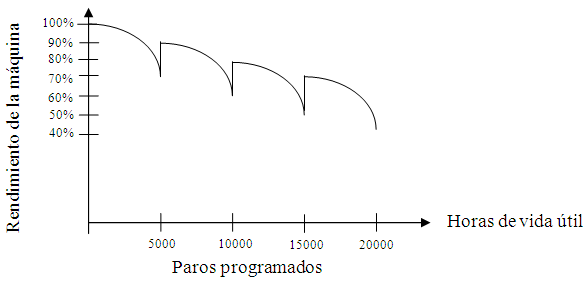 Rendimiento de la máquina
100%
90%
80%
70%
60%
50%
40%
Horas de vida útil
5000 10000 15000 20000
Paros programados